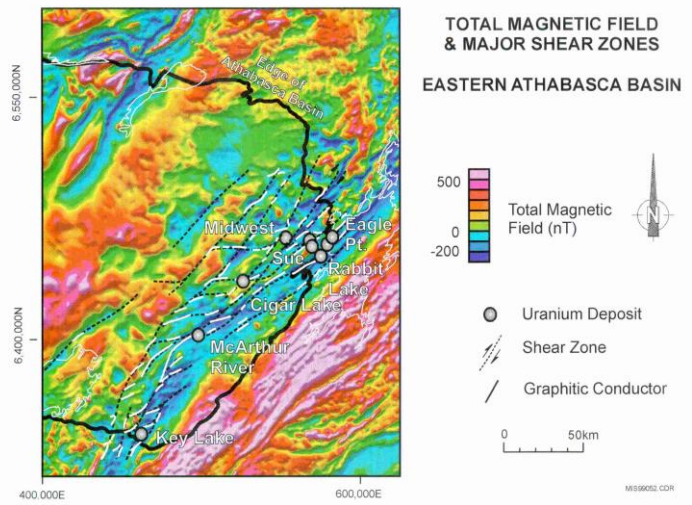 TOTAL MAGNETIC FIELD
& MAJOR SHEAR ZONES
EASTERN ATHABASCA BASIN
6,550,000N
6,400,000N
400.000E
600,000E
Edge of
Athabasca Basin
Midwest
Eagle
Pt.
Sue
Rabbit
Lake
Cigar Lake
McArthur
River
Key Lake
500
0
-200
Total Magnetic
Field (nT)
N
Uranium Deposit
Shear Zone
Graphitic Conductor
0
50km
MIS99052.CDR